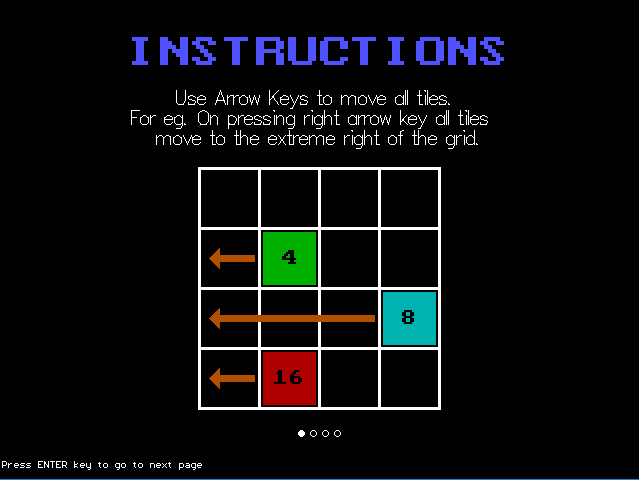 INSTRUCTIONS
Use Arrow Keys to move all tiles.
For eg. On pressing right arrow key all tiles
move to the extreme right of the grid.
4
8
16
Press ENTER key to go to next page